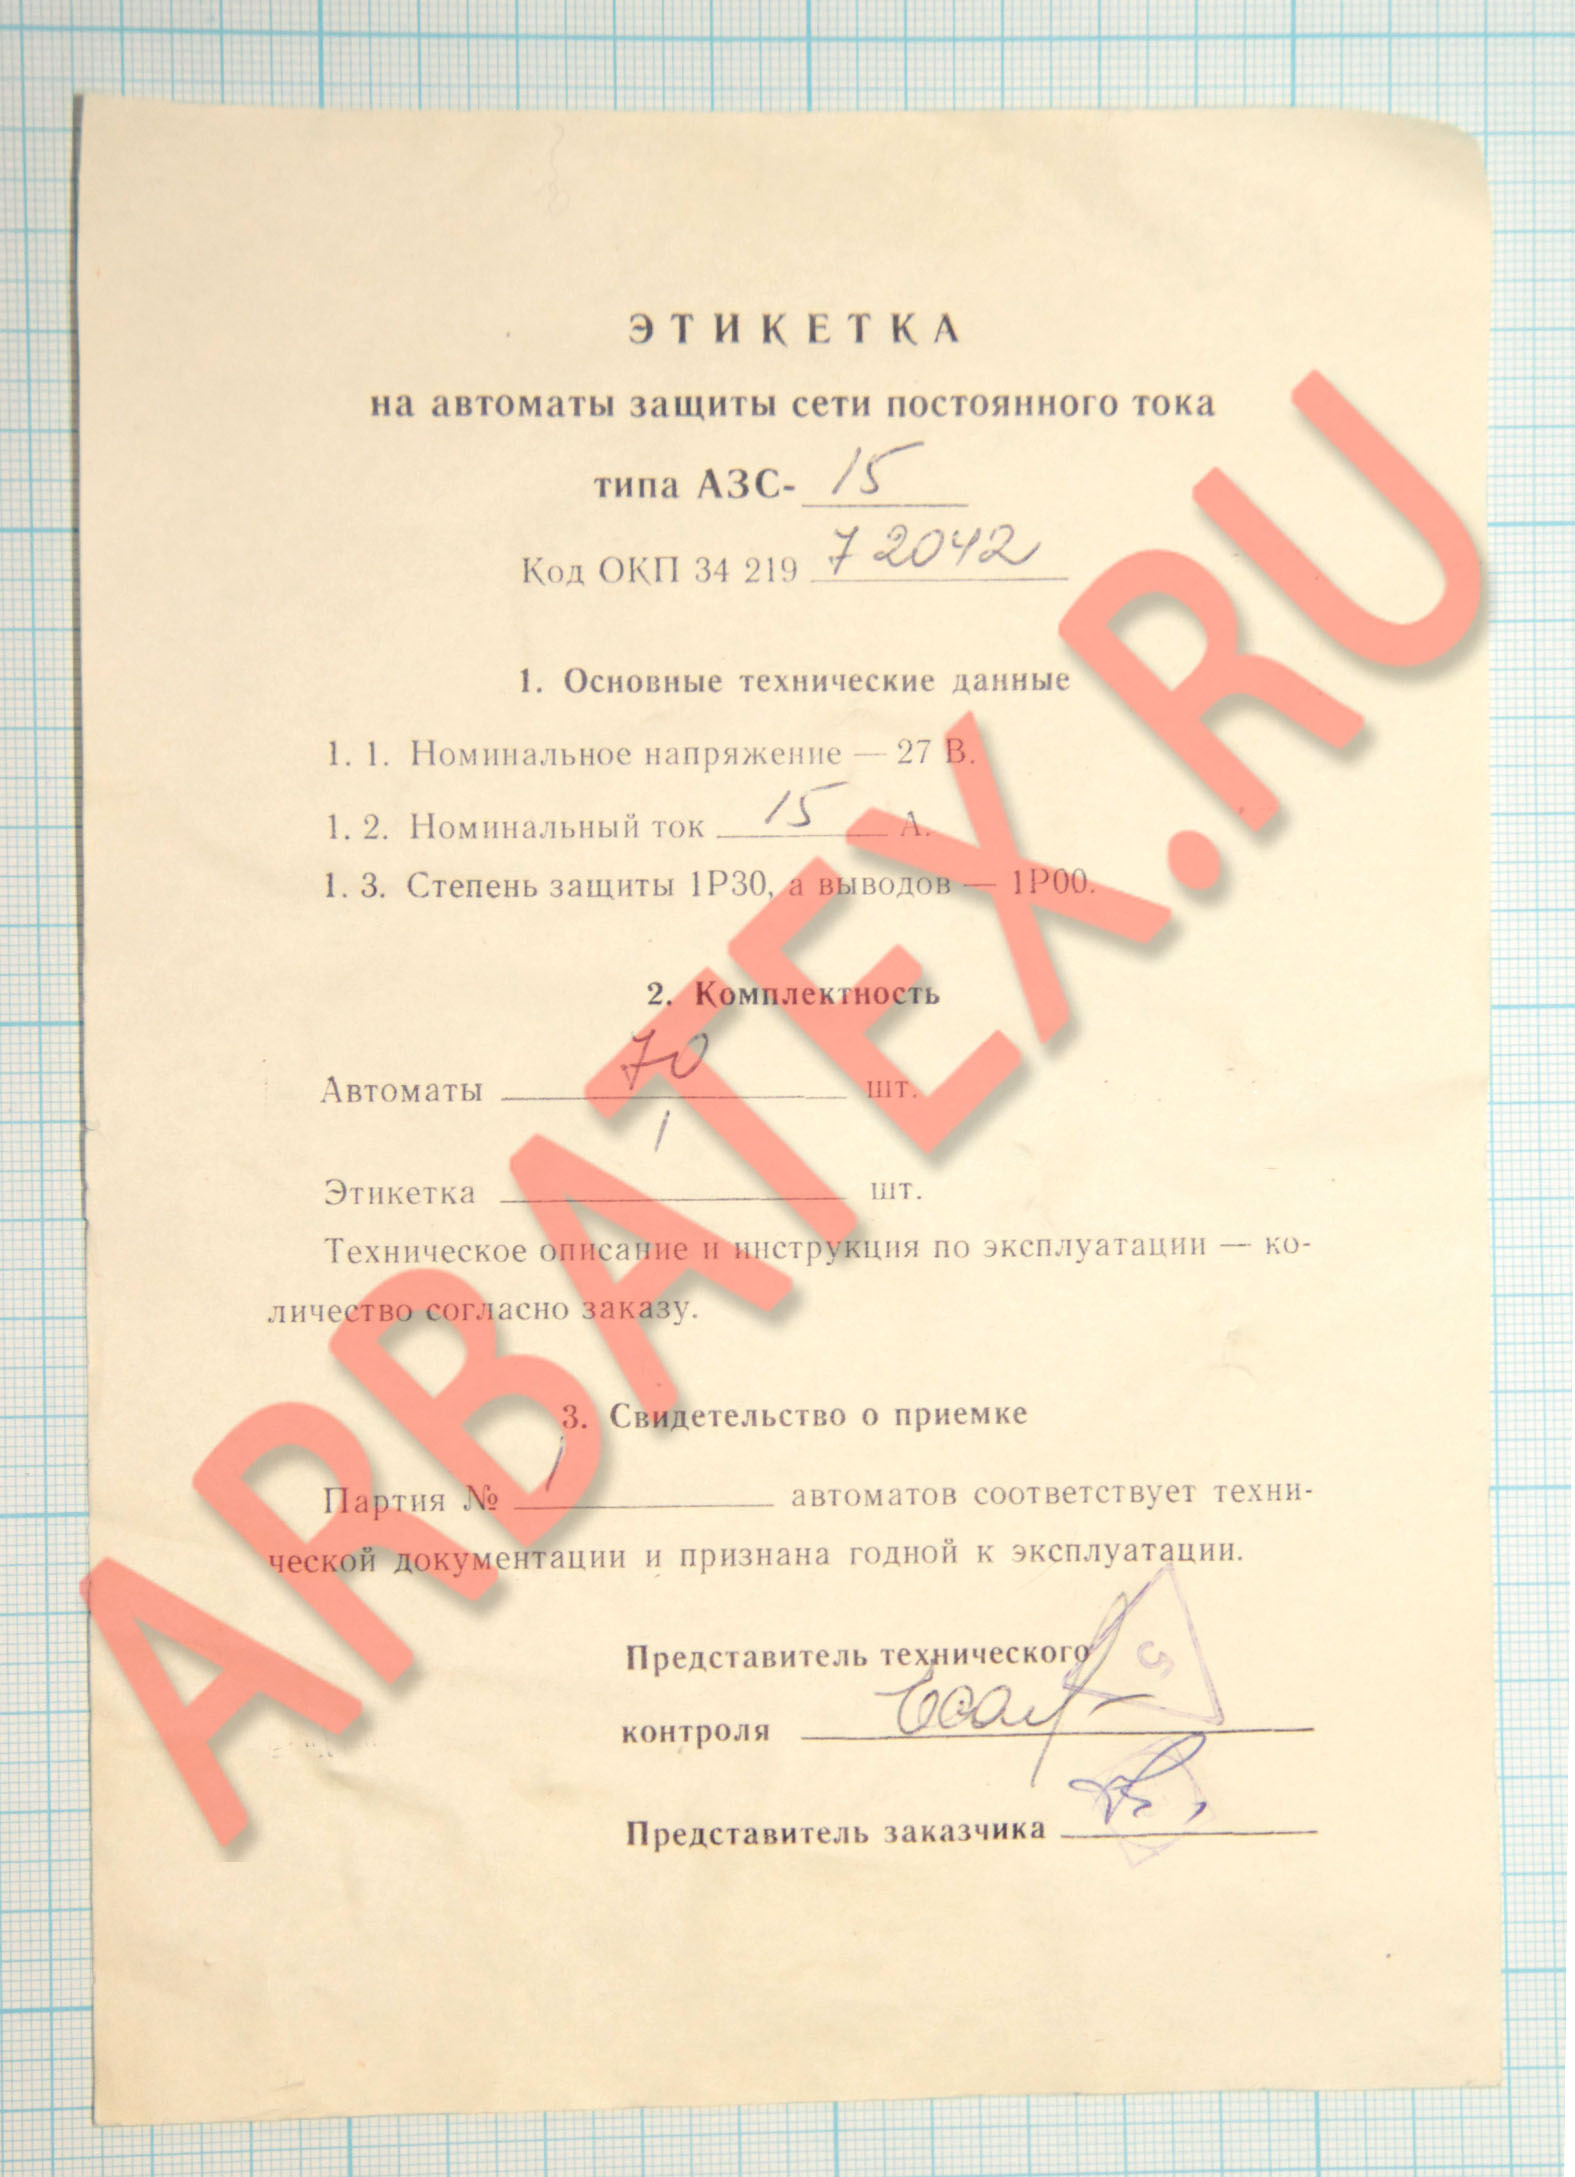 ЭТИКЕТКА
на автоматы защиты сети постоянного тока
типа АЗС- 15
Код ОКП 34 219 72042
1. Основные технические данные
1. 1. Номинальное напряжение — 27 В.
1. 2. Номинальный ток 15 А.
1. 3. Степень защиты 1Р30, а выводов — 1Р00.
2. Комплектность
Автоматы 70 шт.
1
Этикетка шт.
Техническое описание и инструкция по эксплуатации — ко-
личество согласно заказу.
3. Свидетельство о приемке
Партия № 1 автоматов соответствует техни-
ческой документации и признана годной к эксплуатации.
Представитель технического
5
контроля
Представитель заказчика
ARBATEX.RU